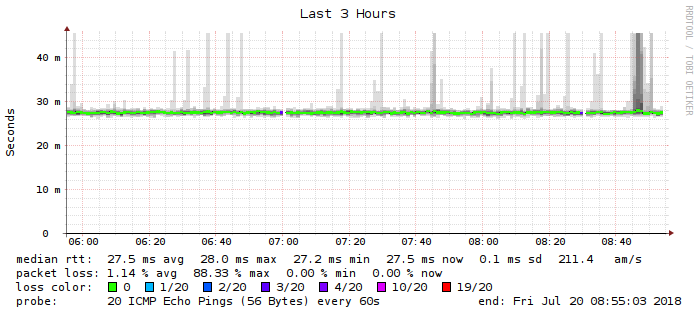 Last 3 Hours
RRDTOOL / TOBI OETIKER
Seconds
40 m
30 m
20 m
10 m
0
06:00 06:20 06:40 07:00 07:20 07:40 08:00 08:20 08:40
median rtt: 27.5 ms avg 28.0 ms max 27.2 ms min 27.5 ms now 0.1 ms sd 211.4 am/s
packet loss: 1.14 % avg 88.33 % max 0.00 % min 0.00 % now
loss color: 0 1/20 2/20 3/20 4/20 10/20 19/20
probe: 20 ICMP Echo Pings (56 Bytes) every 60s end: Fri Jul 20 08:55:03 2018